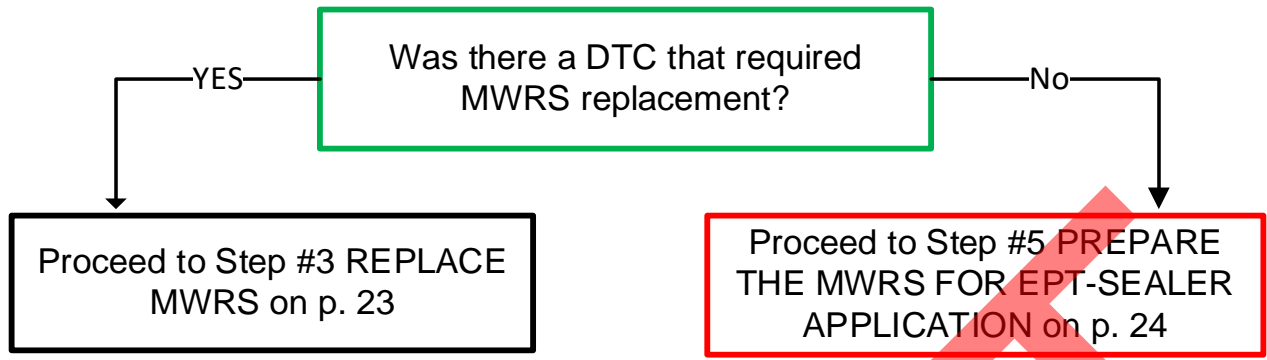 Was there a DTC that required
MWRS replacement?
YES
No
Proceed to Step #3 REPLACE
MWRS on p. 23
Proceed to Step #5 PREPARE
THE MWRS FOR EPT-SEALER
APPLICATION on p. 24